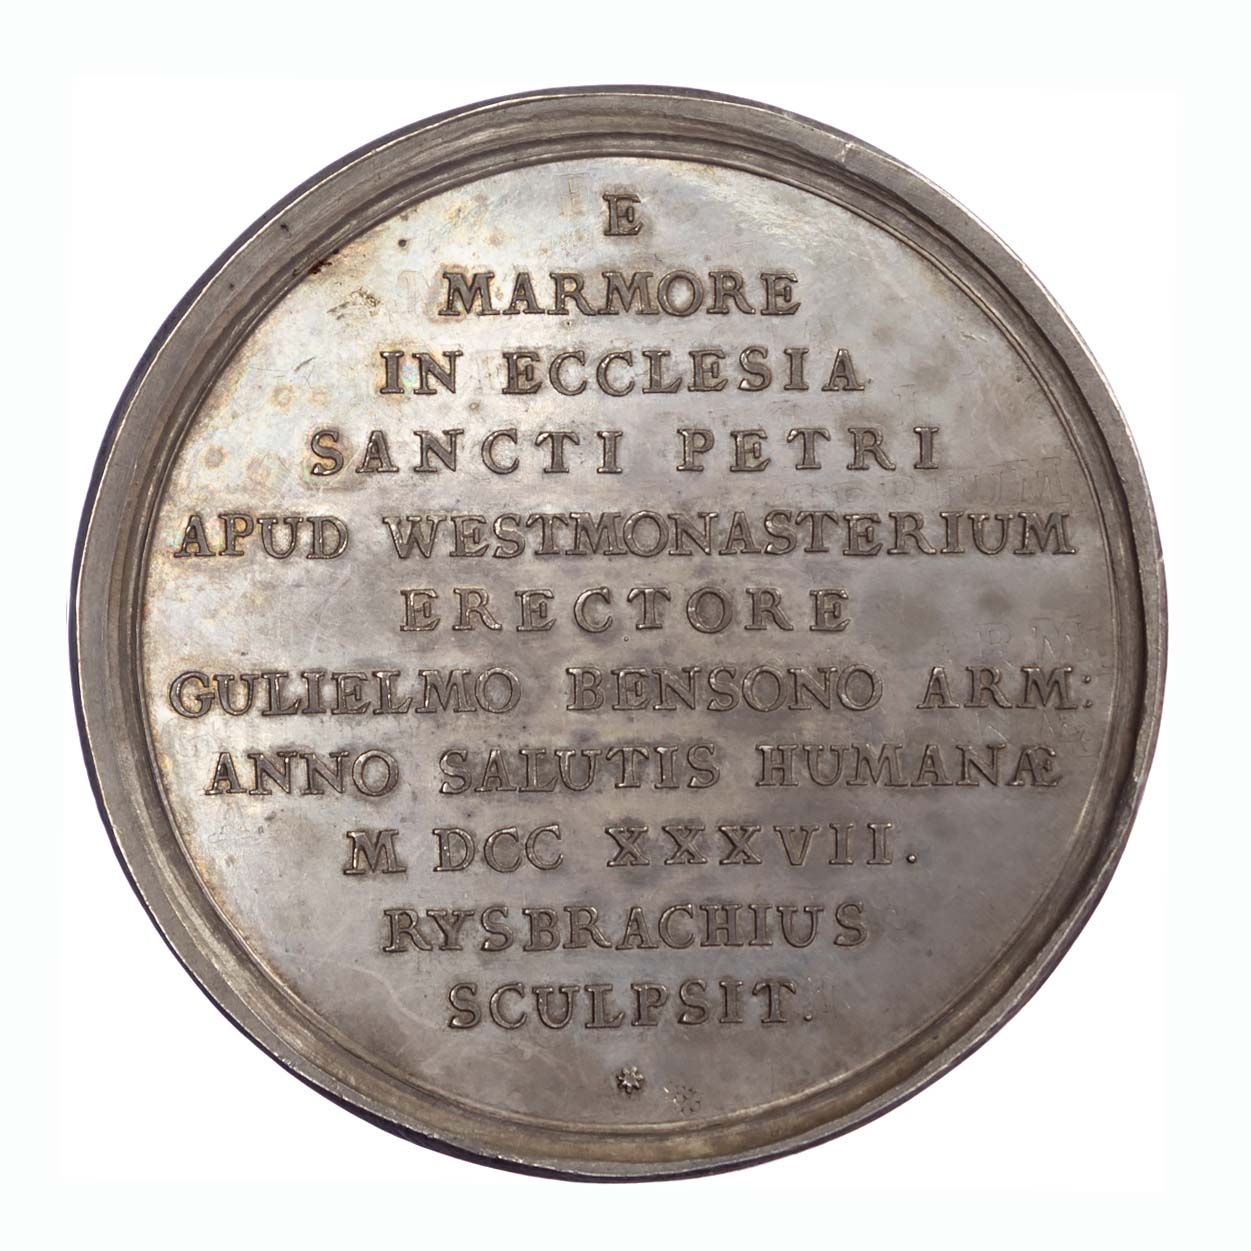 E
MARMORE
IN ECCLESIA
SANCTI PETRI
APUD WESTMONASTERIUM
ERECTORE
GULIELMO BENSONO ARM:
ANNO SALUTIS HUMANÆ
M DCC XXXVII.
RYSBRACHIUS
SCULPSIT.